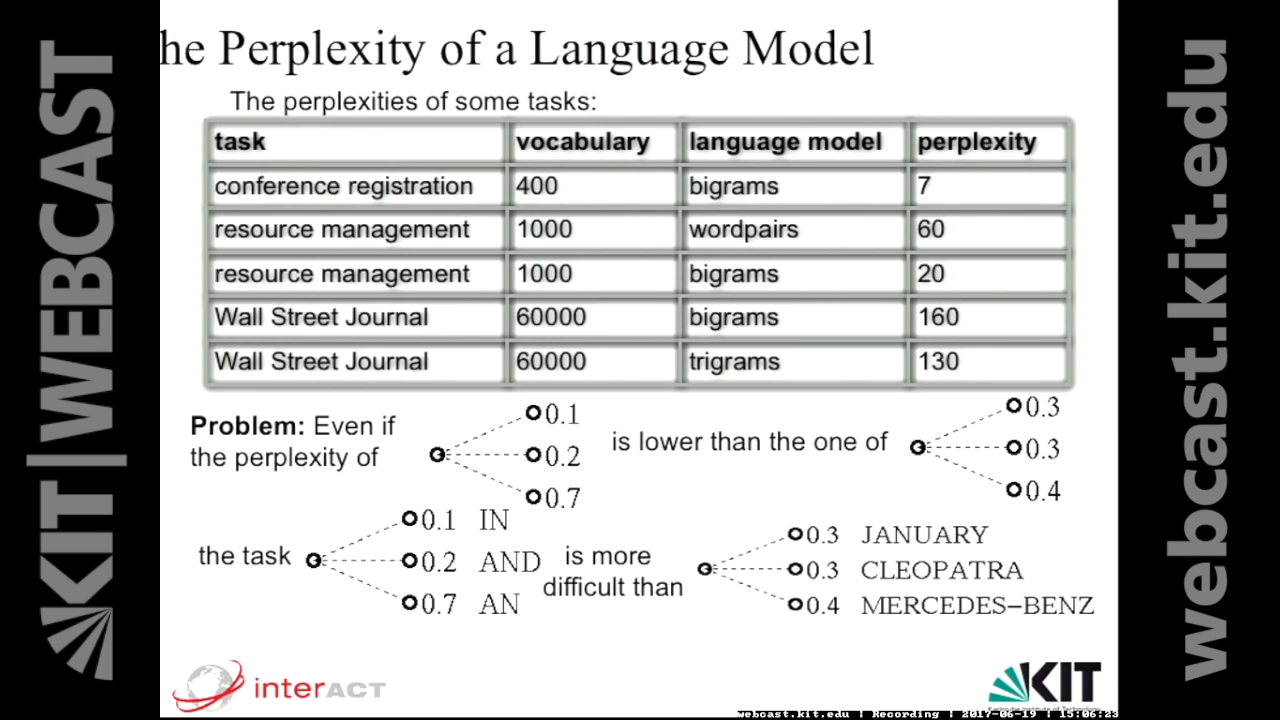 he Perplexity of a Language Model
The perplexities of some tasks:
task vocabulary language model perplexity
conference registration 400 bigrams 7
resource management 1000 wordpairs 60
resource management 1000 bigrams 20
Wall Street Journal 60000 bigrams 160
Wall Street Journal 60000 trigrams 130
Problem: Even if
the perplexity of
0.1
0.2
0.7
is lower than the one of
0.3
0.3
0.4
the task
0.1 IN
0.2 AND
0.7 AN
is more
difficult than
0.3 JANUARY
0.3 CLEOPATRA
0.4 MERCEDES–BENZ
interACT
KIT
Karlsruhe Institute of Technology
webcast.kit.edu | Recording | 2017-06-19 | 15:06:23
KIT|WEBCAST
webcast.kit.edu